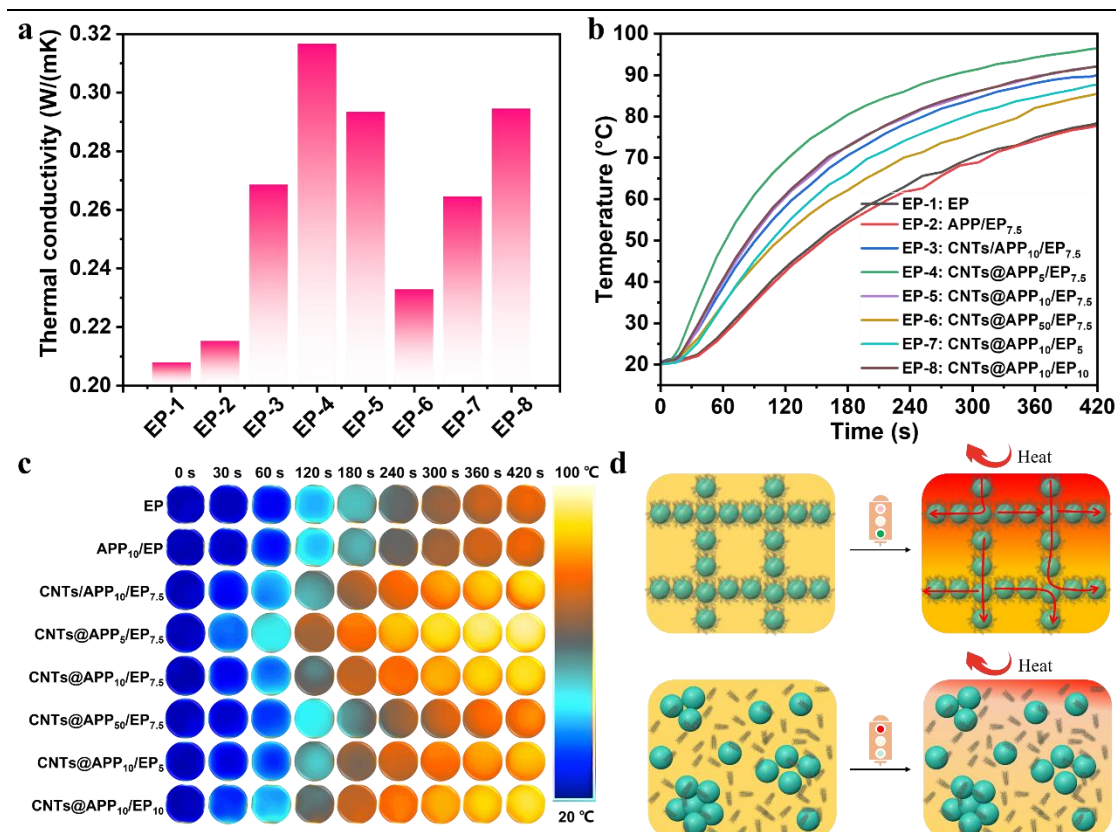 a
Thermal conductivity (W/(mK)
0.32
0.30
0.28
0.26
0.24
0.22
0.20
EP-1
EP-2
EP-3
EP-4
EP-5
EP-6
EP-7
EP-8
b
Temperature (°C)
100
90
80
70
60
50
40
30
20
EP-1: EP
EP-2: APP/EP7.5
EP-3: CNTs/APP10/EP7.5
EP-4: CNTs@APP5/EP7.5
EP-5: CNTs@APP10/EP7.5
EP-6: CNTs@APP50/EP7.5
EP-7: CNTs@APP10/EP5
EP-8: CNTs@APP10/EP10
0 60 120 180 240 300 360 420
Time (s)
c
0 s 30 s 60 s 120 s 180 s 240 s 300 s 360 s 420 s 100 ℃
EP
APP10/EP
CNTs/APP10/EP7.5
CNTs@APP5/EP7.5
CNTs@APP10/EP7.5
CNTs@APP50/EP7.5
CNTs@APP10/EP5
CNTs@APP10/EP10
20 ℃
d
Heat
Heat